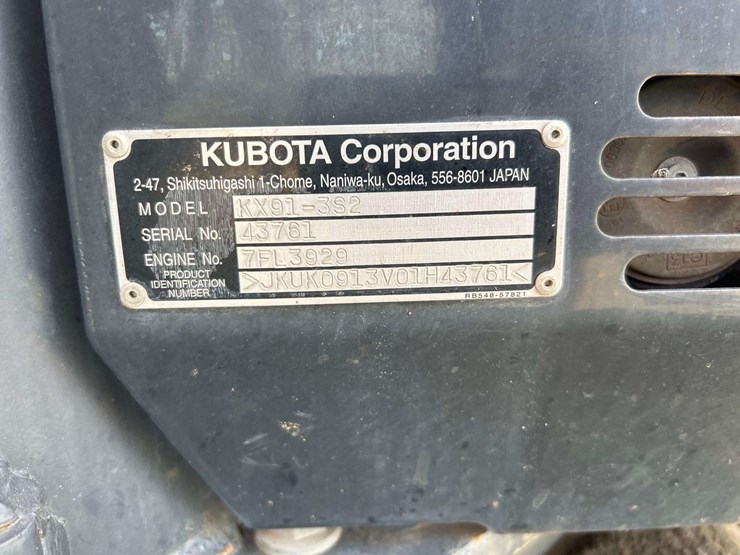 KUBOTA Corporation
2-47, Shikitsuhigashi 1-Chome, Naniwa-ku, Osaka, 556-8601 JAPAN
MODEL KX91-3S2
SERIAL No. 43761
ENGINE No. 7FL3929
PRODUCT
IDENTIFICATION
NUMBER >JKUK0913V01H43761<
RB548-57821